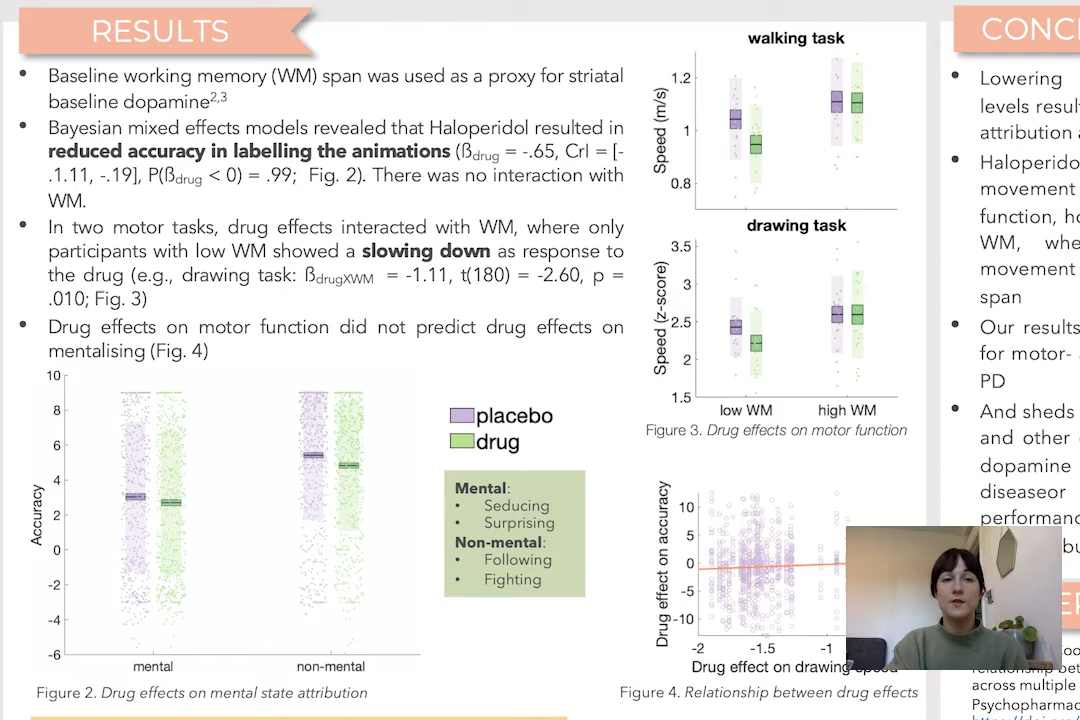 RESULTS
• Baseline working memory (WM) span was used as a proxy for striatal
baseline dopamine2,3
• Bayesian mixed effects models revealed that Haloperidol resulted in
reduced accuracy in labelling the animations (ßdrug = -.65, CrI = [-
.1.11, -.19], P(ßdrug < 0) = .99; Fig. 2). There was no interaction with
WM.
• In two motor tasks, drug effects interacted with WM, where only
participants with low WM showed a slowing down as response to
the drug (e.g., drawing task: ßdrugXWM = -1.11, t(180) = -2.60, p =
.010; Fig. 3)
• Drug effects on motor function did not predict drug effects on
mentalising (Fig. 4)
10
8
6
4
2
0
-2
-4
-6
Accuracy
mental
non-mental
Figure 2. Drug effects on mental state attribution
placebo
drug
Mental:
• Seducing
• Surprising
Non-mental:
• Following
• Fighting
walking task
1.2
1
0.8
Speed (m/s)
drawing task
3.5
3
2.5
2
1.5
Speed (z-score)
low WM
high WM
Figure 3. Drug effects on motor function
10
5
0
-5
-10
Drug effect on accuracy
-2
-1.5
-1
Drug effect on drawing speed
Figure 4. Relationship between drug effects
• Lowering
levels
attribution
•
movement
function,
WM,
movement
span
• Our results
for motor-
PD
• And sheds
and other
dopamine
diseaseor
across multiple